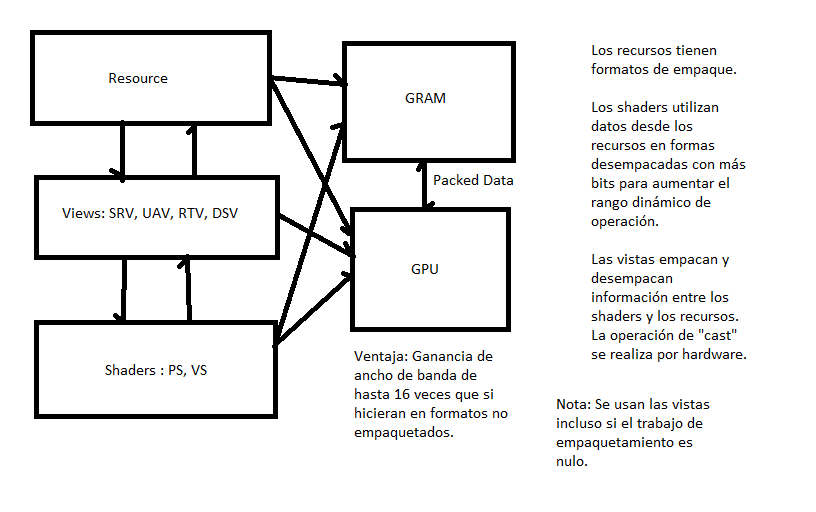 Resource
Views: SRV, UAV, RTV, DSV
Shaders : PS, VS
GRAM
Packed Data
GPU
Ventaja: Ganancia de
ancho de banda de
hasta 16 veces que si
hicieran en formatos no
empaquetados.
Los recursos tienen
formatos de empaque.
Los shaders utilizan
datos desde los
recursos en formas
desempacadas con más
bits para aumentar el
rango dinámico de
operación.
Las vistas empacan y
desempacan
información entre los
shaders y los recursos.
La operación de "cast"
se realiza por hardware.
Nota: Se usan las vistas
incluso si el trabajo de
empaquetamiento es
nulo.